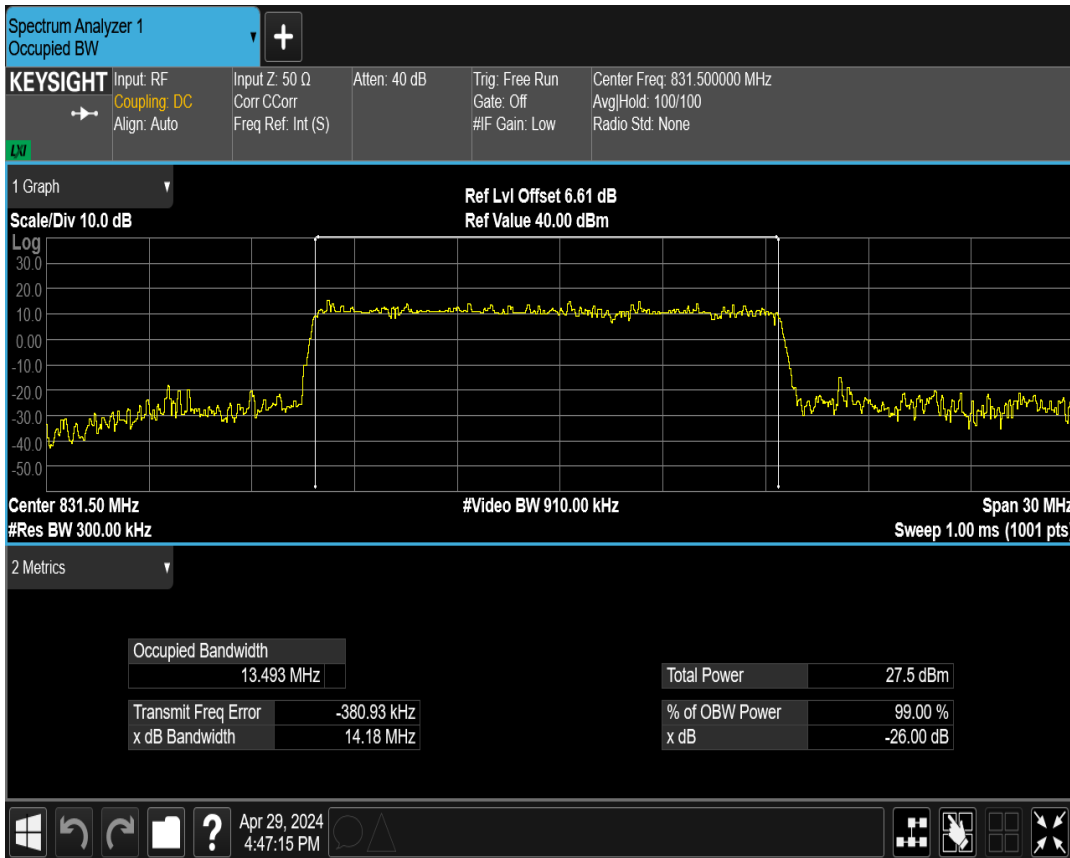 Spectrum Analyzer 1
Occupied BW
KEYSIGHT
LXI
Input: RF
Coupling: DC
Align: Auto
Input Z: 50 Ω
Corr CCorr
Freq Ref: Int (S)
Atten: 40 dB
Trig: Free Run
Gate: Off
#IF Gain: Low
Center Freq: 831.500000 MHz
Avg|Hold: 100/100
Radio Std: None
1 Graph
Scale/Div 10.0 dB
Ref Lvl Offset 6.61 dB
Ref Value 40.00 dBm
Log
30.0
20.0
10.0
0.00
-10.0
-20.0
-30.0
-40.0
-50.0
Center 831.50 MHz
#Video BW 910.00 kHz
Span 30 MHz
#Res BW 300.00 kHz
Sweep 1.00 ms (1001 pts)
2 Metrics
Occupied Bandwidth
13.493 MHz
Total Power 27.5 dBm
Transmit Freq Error -380.93 kHz
% of OBW Power 99.00 %
x dB Bandwidth 14.18 MHz
x dB -26.00 dB
?
Apr 29, 2024
4:47:15 PM